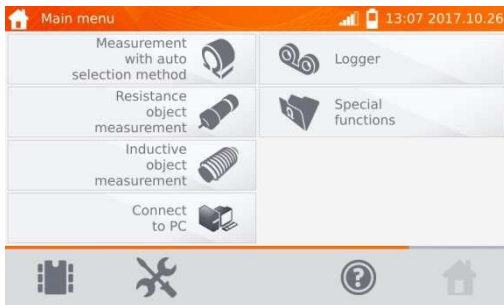 Main menu
13:07 2017.10.26
Measurement
with auto
selection method
Logger
Resistance
object
measurement
Special
functions
Inductive
object
measurement
Connect
to PC
?